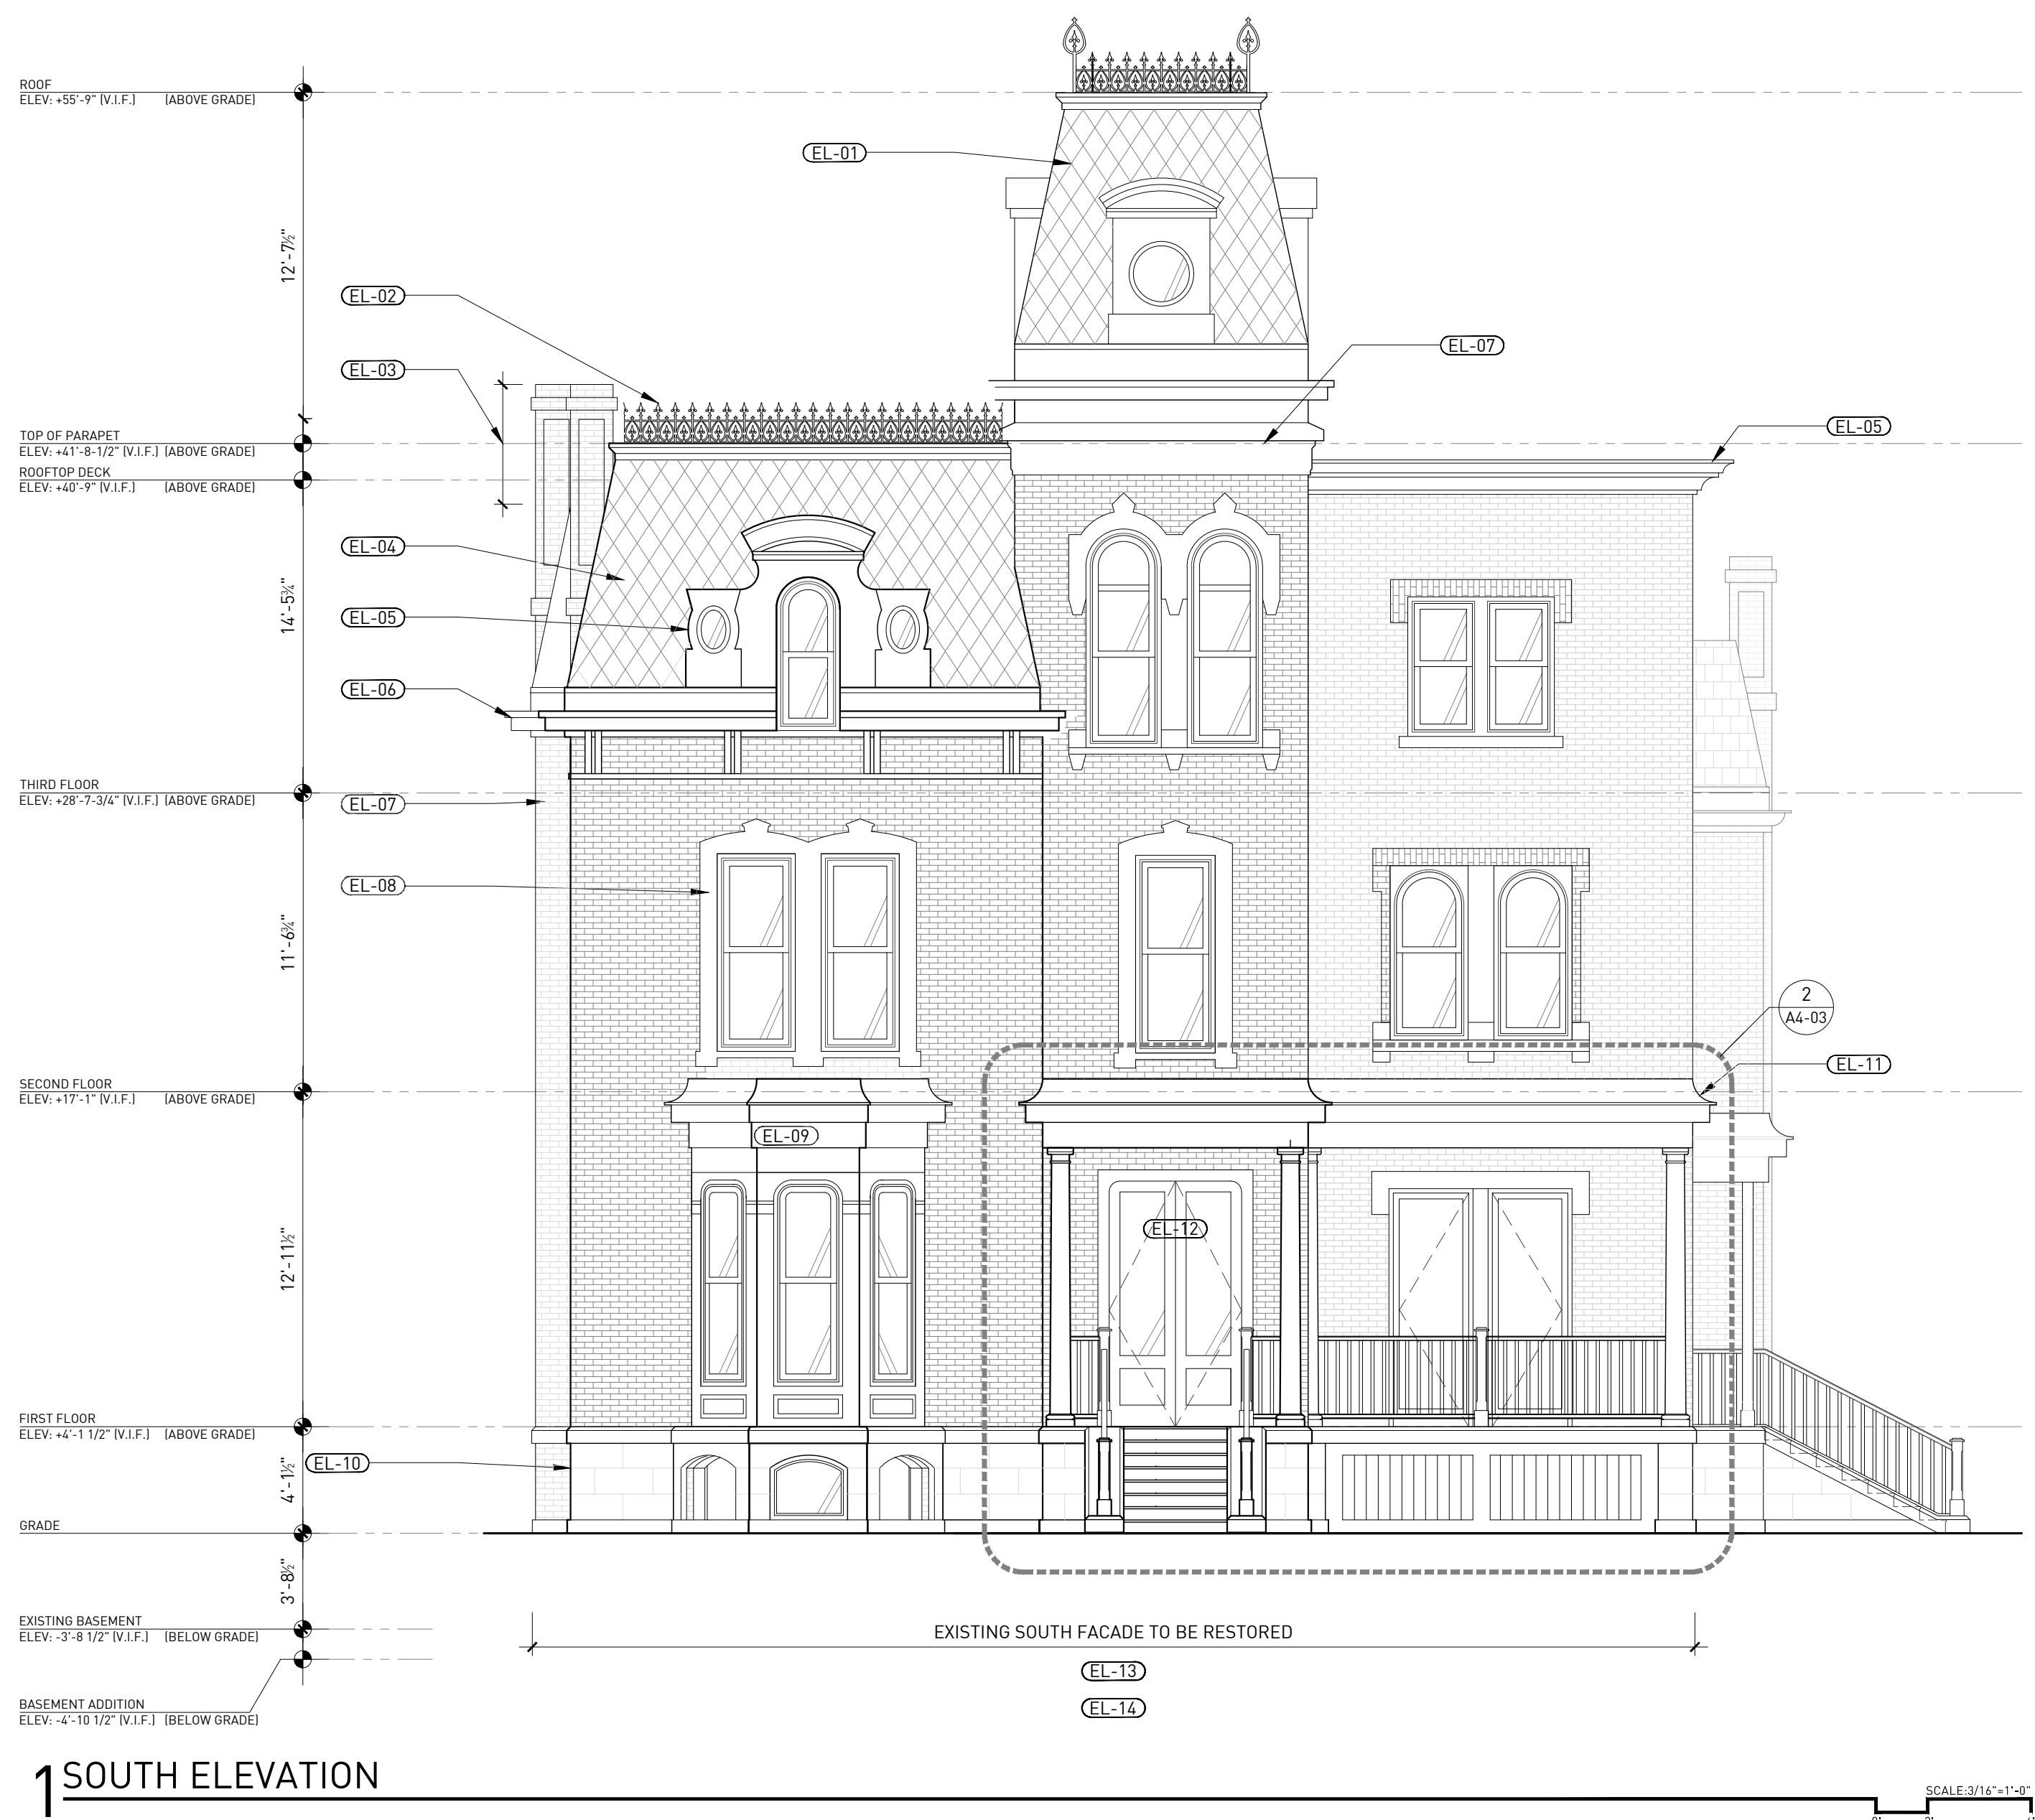 ROOF
ELEV: +55'-9" (V.I.F.) (ABOVE GRADE)
EL-01
12'-7½"
EL-02
EL-03
EL-07
TOP OF PARAPET
ELEV: +41'-8-1/2" (V.I.F.) (ABOVE GRADE)
EL-05
ROOFTOP DECK
ELEV: +40'-9" (V.I.F.) (ABOVE GRADE)
EL-04
14'-5¾"
EL-05
EL-06
THIRD FLOOR
ELEV: +28'-7-3/4" (V.I.F.) (ABOVE GRADE)
EL-07
EL-08
11'-6¾"
2
A4-03
EL-11
SECOND FLOOR
ELEV: +17'-1" (V.I.F.) (ABOVE GRADE)
EL-09
EL-12
12'-11½"
FIRST FLOOR
ELEV: +4'-1 1/2" (V.I.F.) (ABOVE GRADE)
EL-10
4'-1½"
GRADE
3'-8½"
EXISTING BASEMENT
ELEV: -3'-8 1/2" (V.I.F.) (BELOW GRADE)
EXISTING SOUTH FACADE TO BE RESTORED
EL-13
EL-14
BASEMENT ADDITION
ELEV: -4'-10 1/2" (V.I.F.) (BELOW GRADE)
1 SOUTH ELEVATION
SCALE:3/16"=1'-0"